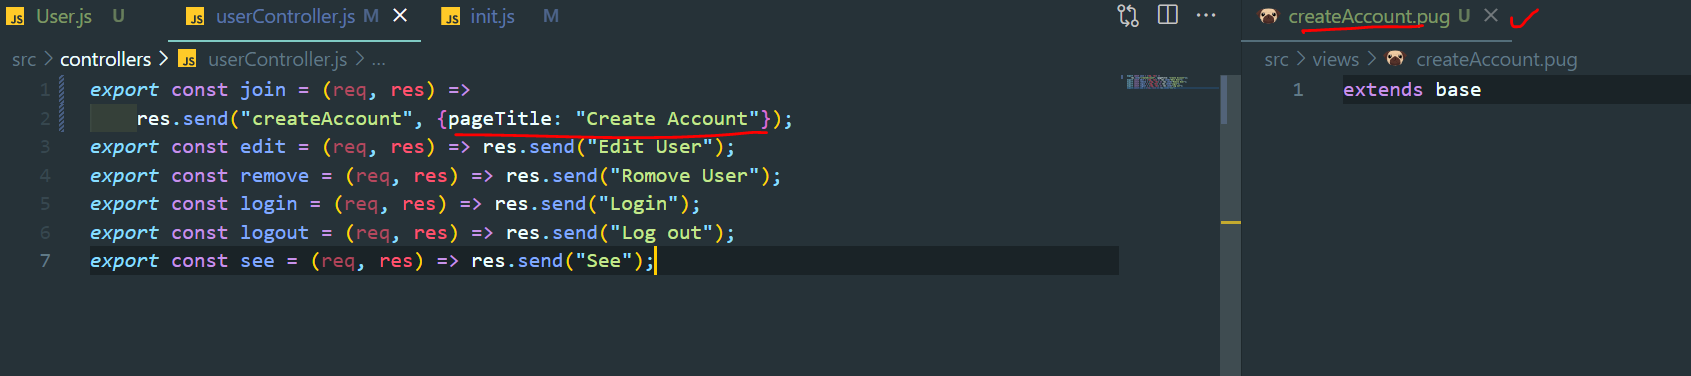 JS User.js U JS userController.js M × JS init.js M ···
src > controllers > JS userController.js > ...
1 export const join = (req, res) =>
2 res.send("createAccount", {pageTitle: "Create Account"});
3 export const edit = (req, res) => res.send("Edit User");
4 export const remove = (req, res) => res.send("Romove User");
5 export const login = (req, res) => res.send("Login");
6 export const logout = (req, res) => res.send("Log out");
7 export const see = (req, res) => res.send("See");
createAccount.pug U ×
src > views > createAccount.pug
1 extends base